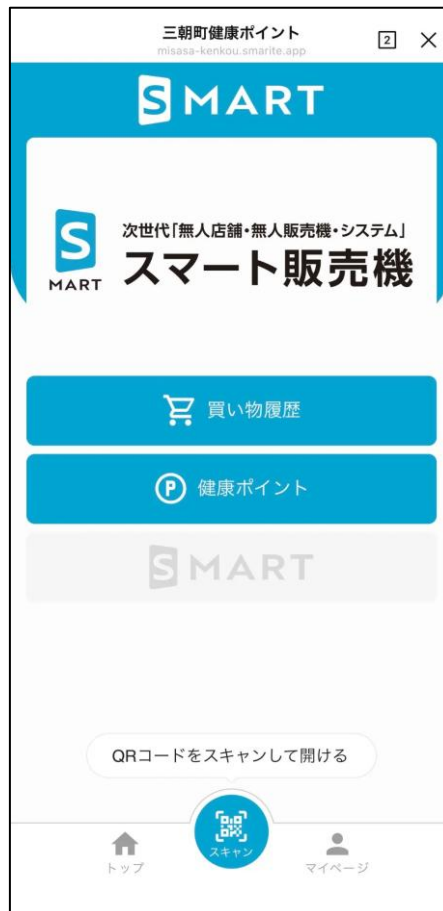 三朝町健康ポイント
misasa-kenkou.smarite.app
2
SMART
S
MART
次世代「無人店舗・無人販売機・システム」
スマート販売機
買い物履歴
P 健康ポイント
SMART
QRコードをスキャンして開ける
トップ
スキャン
マイページ